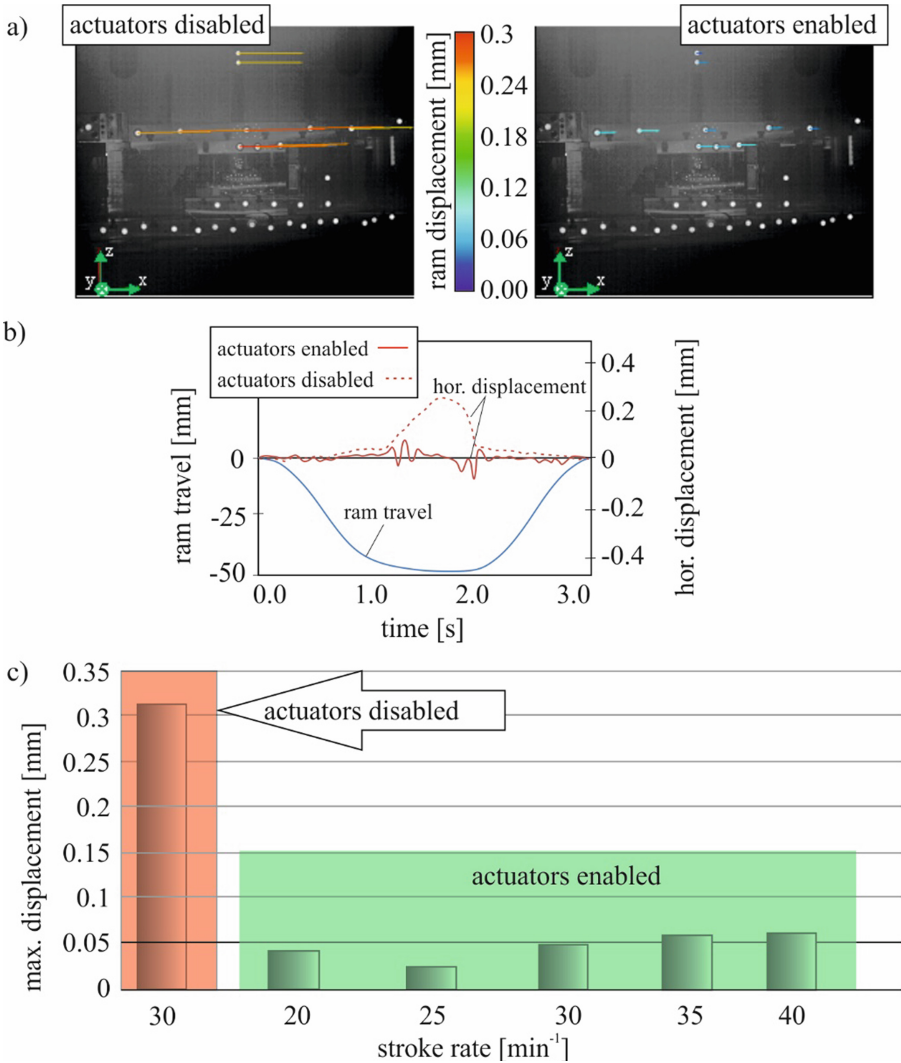 a)
actuators disabled
actuators enabled
ram displacement [mm]
0.3
0.24
0.18
0.12
0.06
0.00
z
y
x
z
y
x
b)
actuators enabled
actuators disabled
hor. displacement
ram travel
ram travel [mm]
0
-25
-50
0.4
0.2
0
-0.2
-0.4
hor. displacement [mm]
0.0 1.0 2.0 3.0
time [s]
c)
max. displacement [mm]
0.35
0.3
0.25
0.2
0.15
0.1
0.05
0
actuators disabled
actuators enabled
30 20 25 30 35 40
stroke rate [min⁻¹]